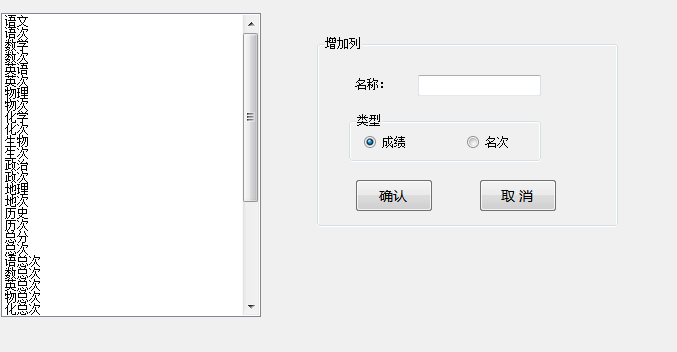 语文
语次
数学
数次
英语
英次
物理
物次
化学
化次
生物
生次
政治
政次
地理
地次
历史
历次
总分
总次
语总次
数总次
英总次
物总次
化总次
增加列
名称：
类型
成绩
名次
确认
取 消